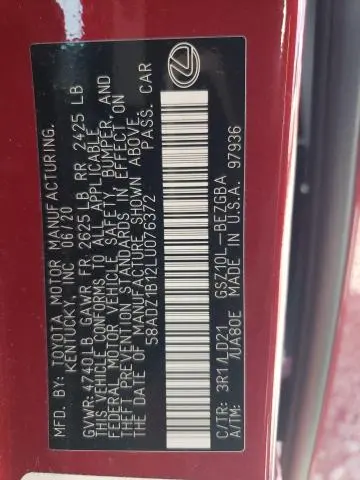 MFD. BY: TOYOTA MOTOR MANUFACTURING,
KENTUCKY, INC. 06/20
GVWR: 4740 LB GAWR FR 2625 LB RR 2425 LB
THIS VEHICLE CONFORMS TO ALL APPLICABLE
FEDERAL MOTOR VEHICLE SAFETY, BUMPER, AND
THEFT PREVENTION STANDARDS IN EFFECT ON
THE DATE OF MANUFACTURE SHOWN ABOVE.
58ADZ1B12LU076372 PASS. CAR
C/TR: 3R1/LD21 GSZ10L-BEZGBA
A/TM: /UA80E MADE IN U.S.A. 97936